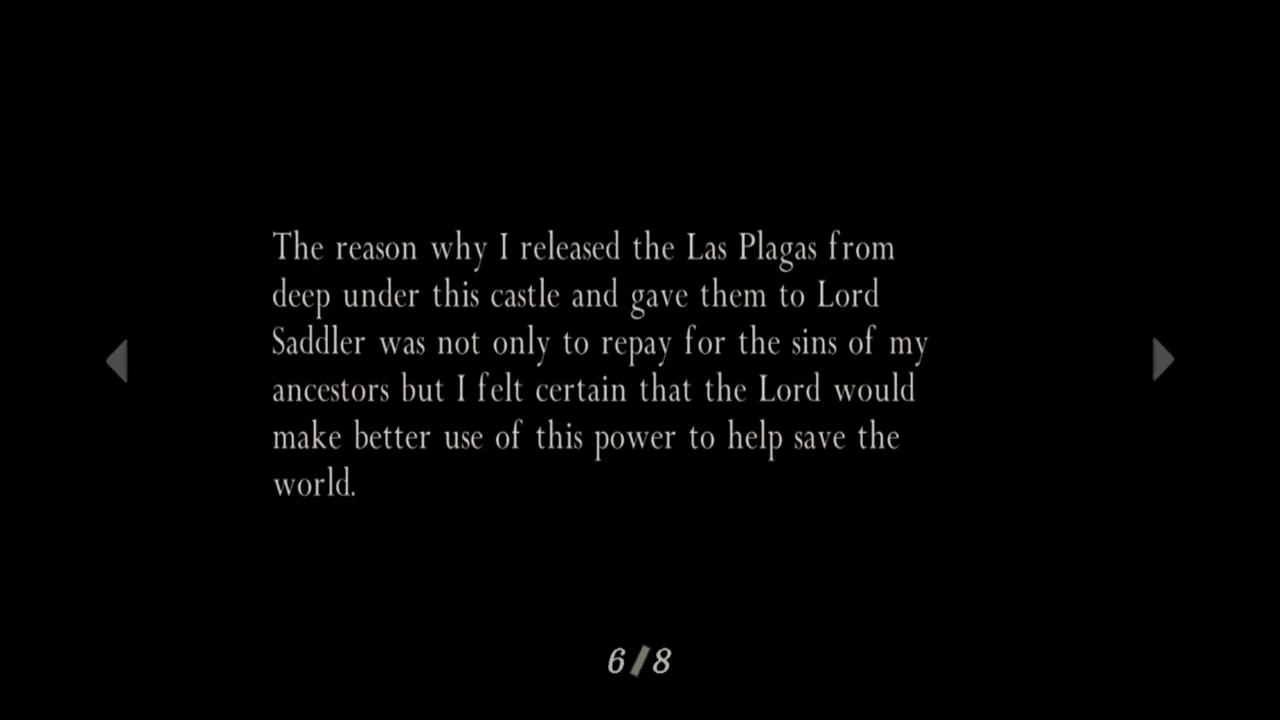 The reason why I released the Las Plagas from
deep under this castle and gave them to Lord
Saddler was not only to repay for the sins of my
ancestors but I felt certain that the Lord would
make better use of this power to help save the
world.
6/8